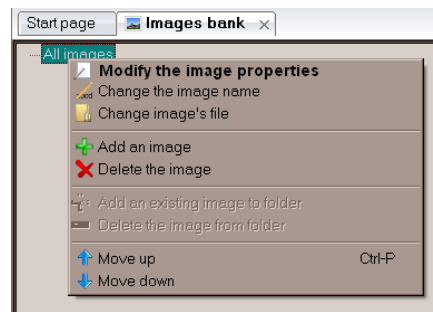 Start page Images bank
All images
Modify the image properties
Change the image name
Change image's file
Add an image
Delete the image
Add an existing image to folder
Delete the image from folder
Move up Ctrl-P
Move down